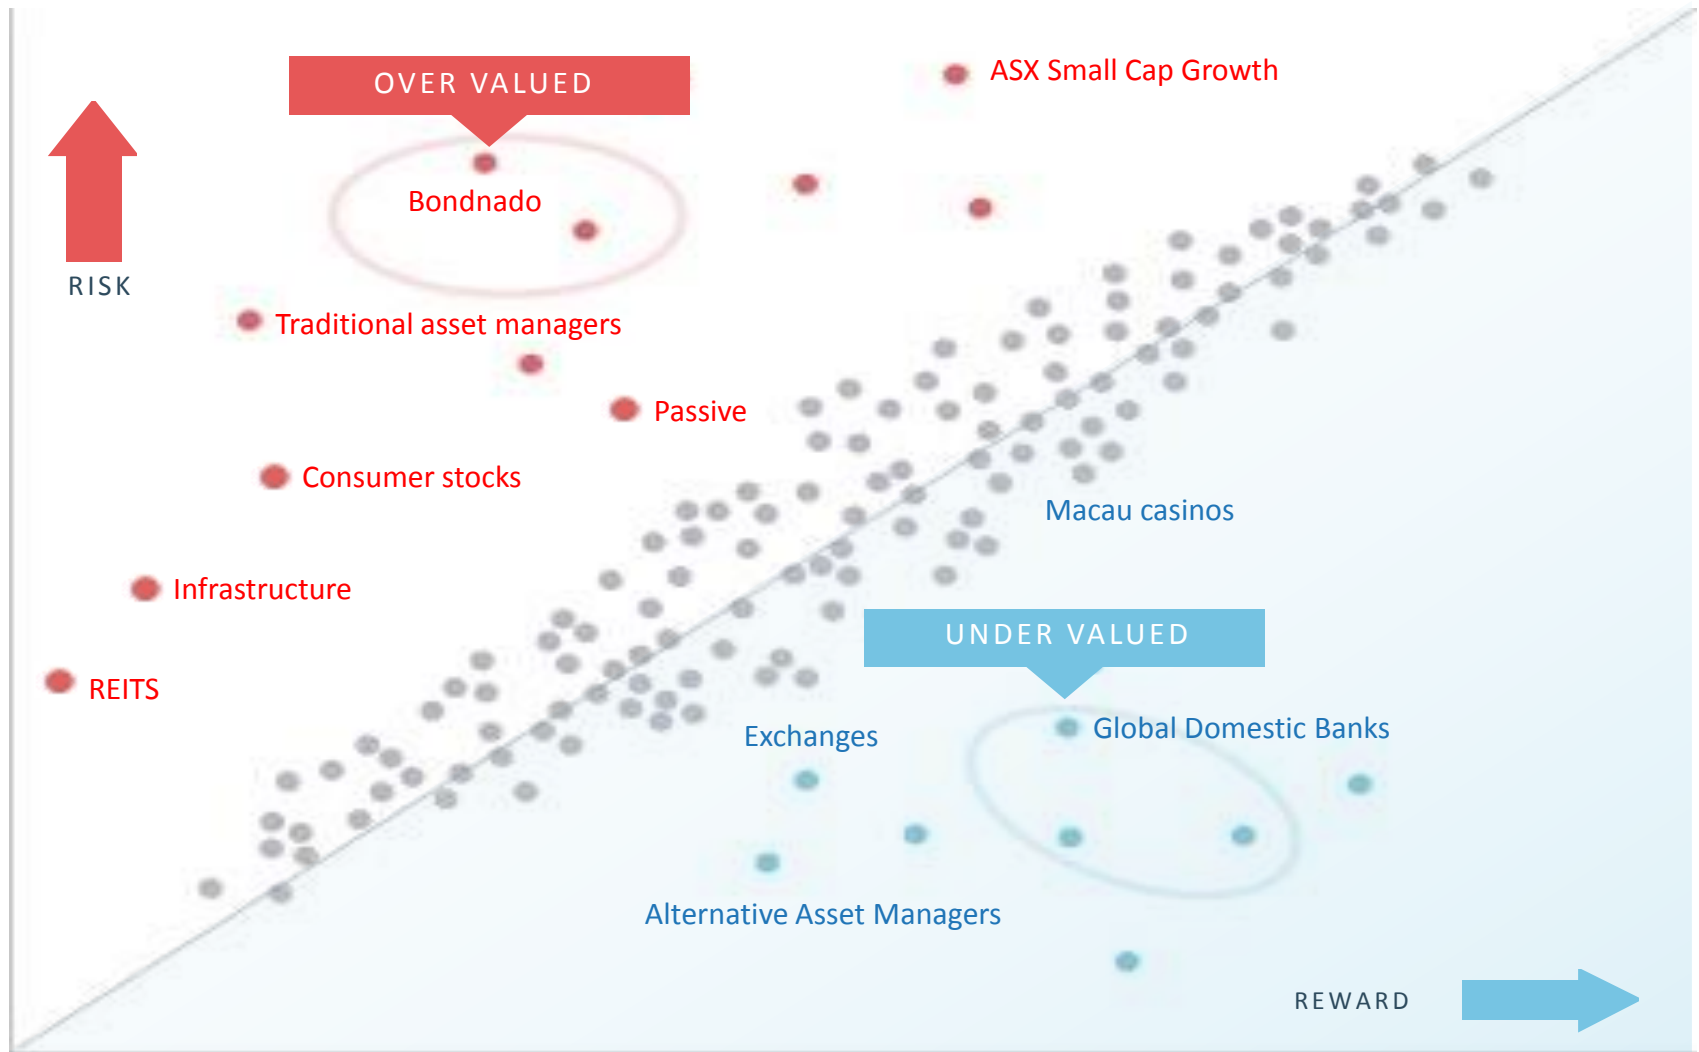 ASX Small Cap Growth
OVER VALUED
Bondnado
RISK
Traditional asset managers
Passive
Consumer stocks
Macau casinos
Infrastructure
UNDER VALUED
REITS
Exchanges
Global Domestic Banks
Alternative Asset Managers
REWARD